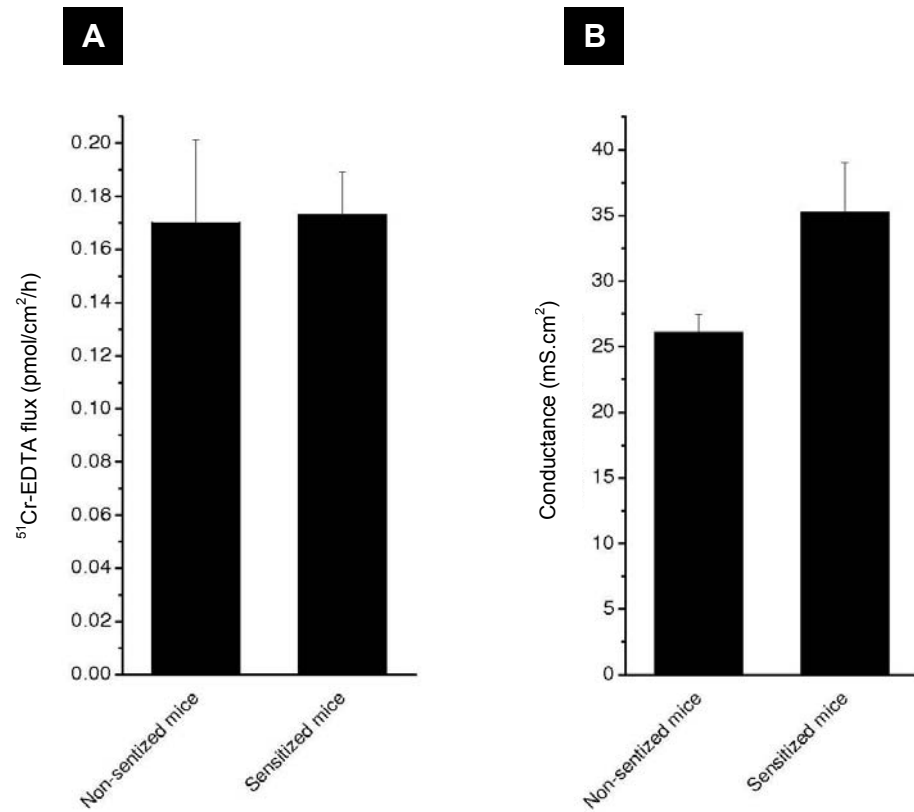 A
B
0.20
0.18
0.16
0.14
0.12
0.10
0.08
0.06
0.04
0.02
0.00
⁵¹Cr-EDTA flux (pmol/cm²/h)
Non-sentized mice
Sensitized mice
40
35
30
25
20
15
10
5
0
Conductance (mS.cm²)
Non-sentized mice
Sensitized mice